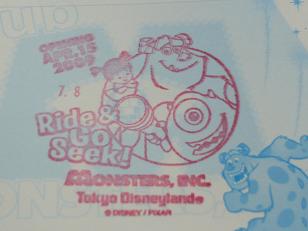 OPENING
APR.15
2009
7.8
Ride &
Go
Seek!
MONSTERS, INC.
Tokyo Disneyland®
© DISNEY / PIXAR